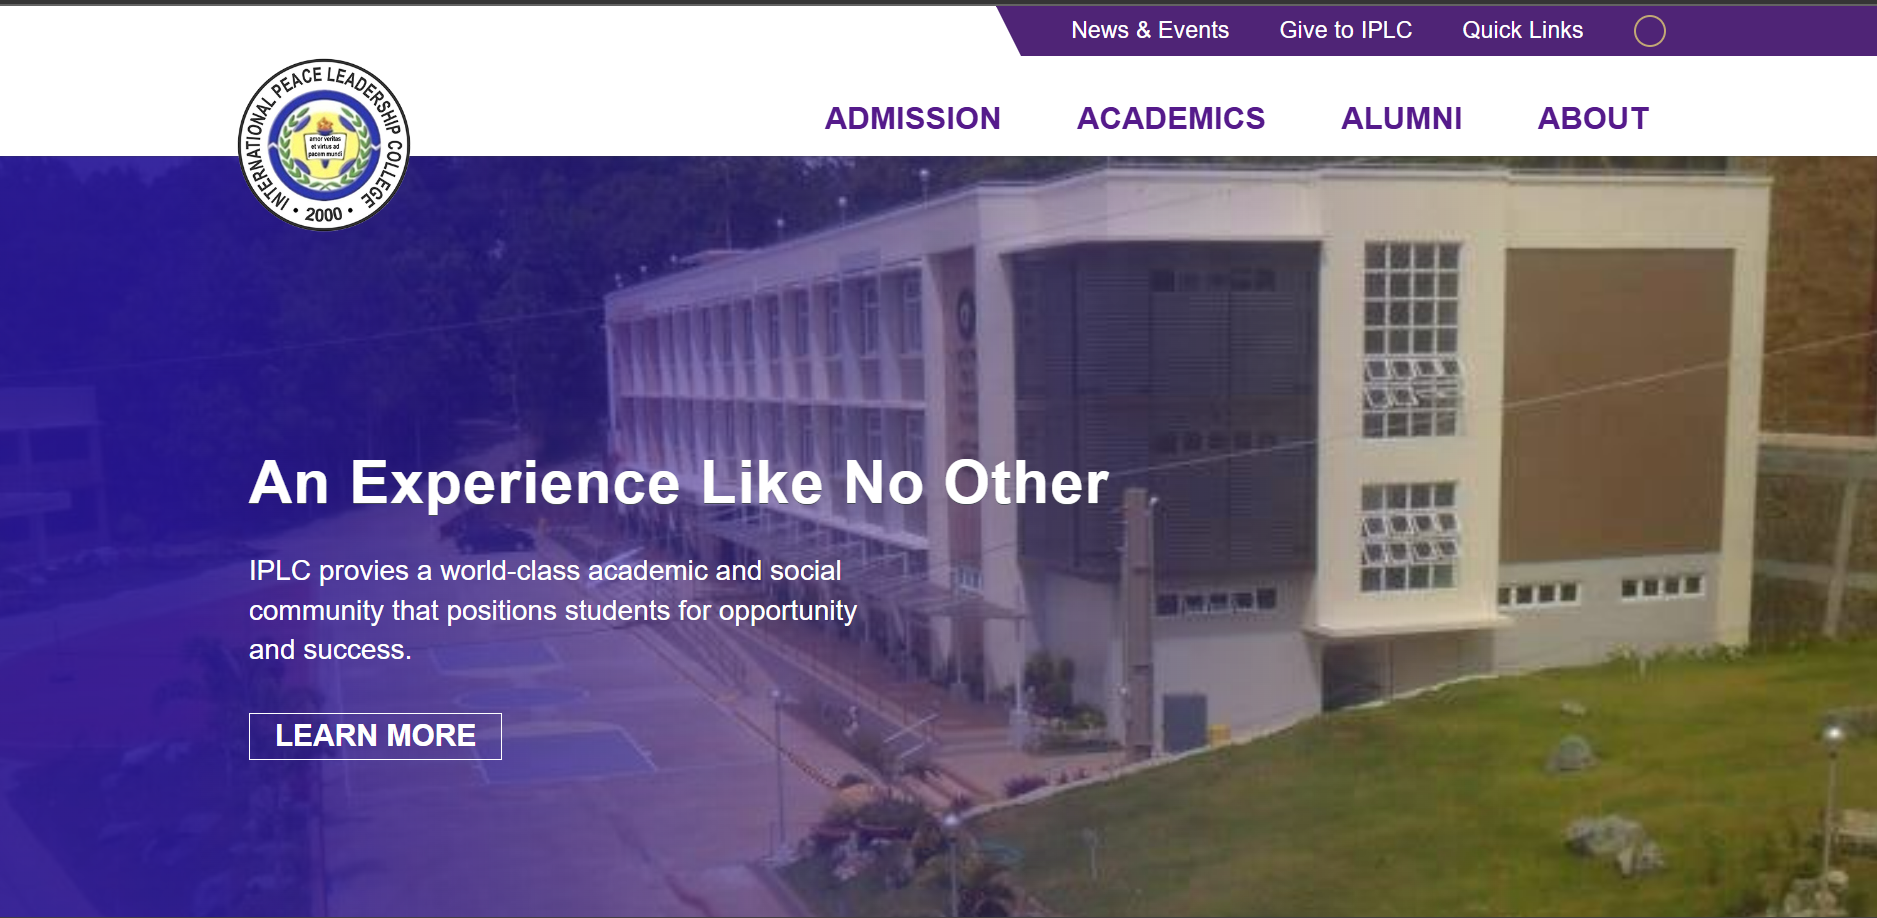 News & Events
Give to IPLC
Quick Links
INTERNATIONAL PEACE LEADERSHIP COLLEGE
amor veritas
et virtus ad
pacem mundi
• 2000 •
ADMISSION
ACADEMICS
ALUMNI
ABOUT
An Experience Like No Other
IPLC provies a world-class academic and social
community that positions students for opportunity
and success.
LEARN MORE